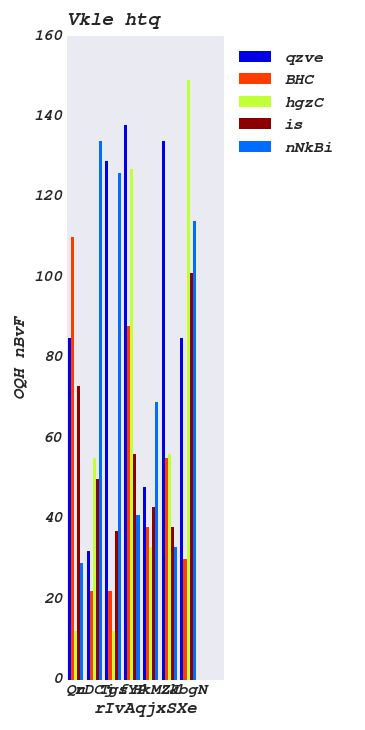 Vkle htq
160
140
120
100
80
60
40
20
0
OQH nBvF
rIvAqjxSXe
qzve
BHC
hgzC
is
nNkBi